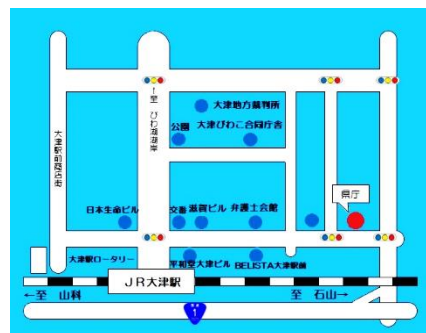 ↑至 びわ湖湖岸
大津駅前商店街
大津地方裁判所
公園
大津びわこ合同庁舎
県庁
日本生命ビル
交番
滋賀ビル
弁護士会館
大津駅ロータリー
平和堂大津ビル
BELISTA大津駅前
JR大津駅
←至 山科
至 石山→
1